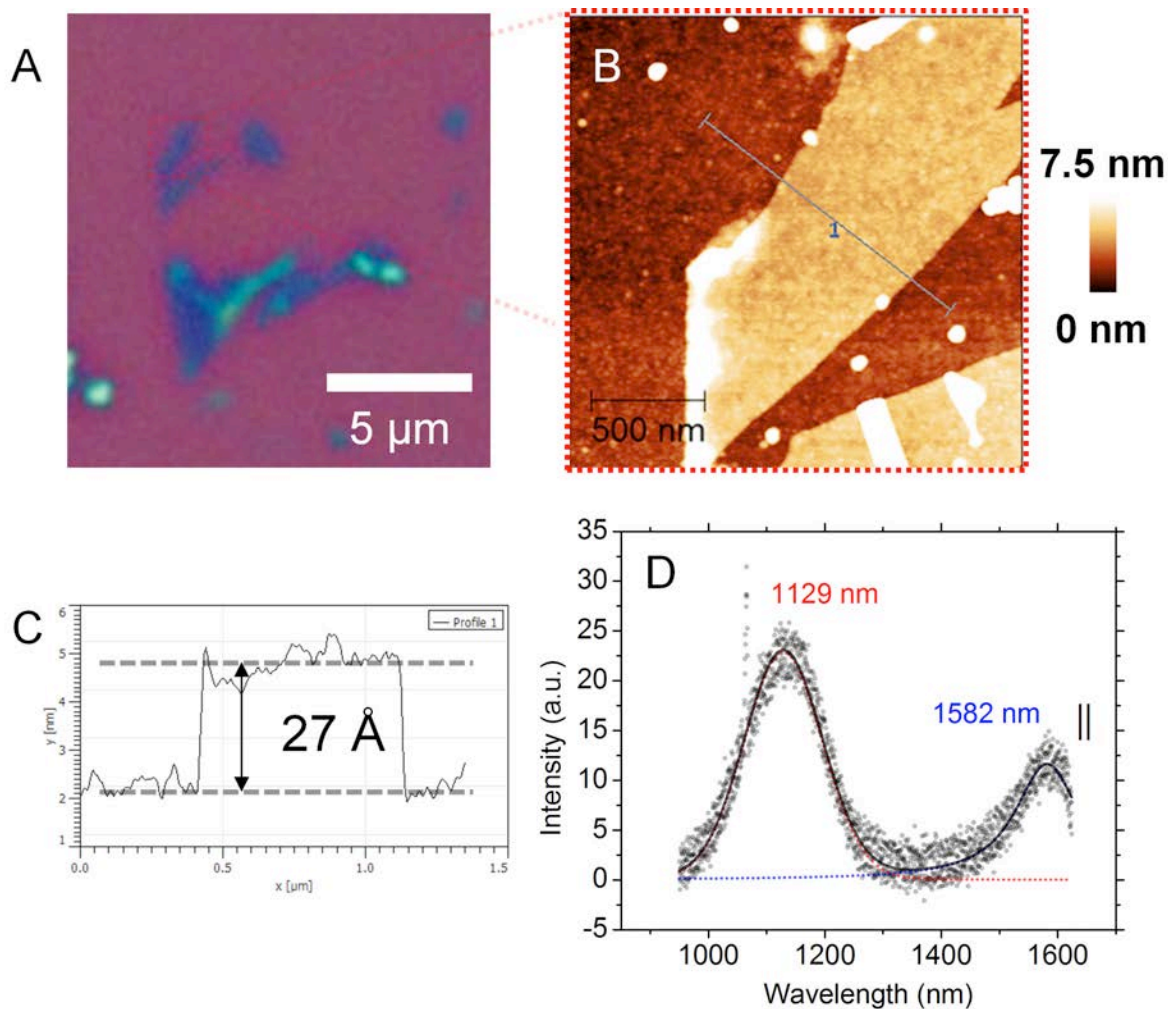 A
5 µm
B
1
500 nm
7.5 nm
0 nm
C
6
5
4
3
2
1
y [nm]
Profile 1
27 Å
0.0
0.5
1.0
1.5
x [µm]
D
1129 nm
1582 nm
||
35
30
25
20
15
10
5
0
-5
Intensity (a.u.)
1000
1200
1400
1600
Wavelength (nm)